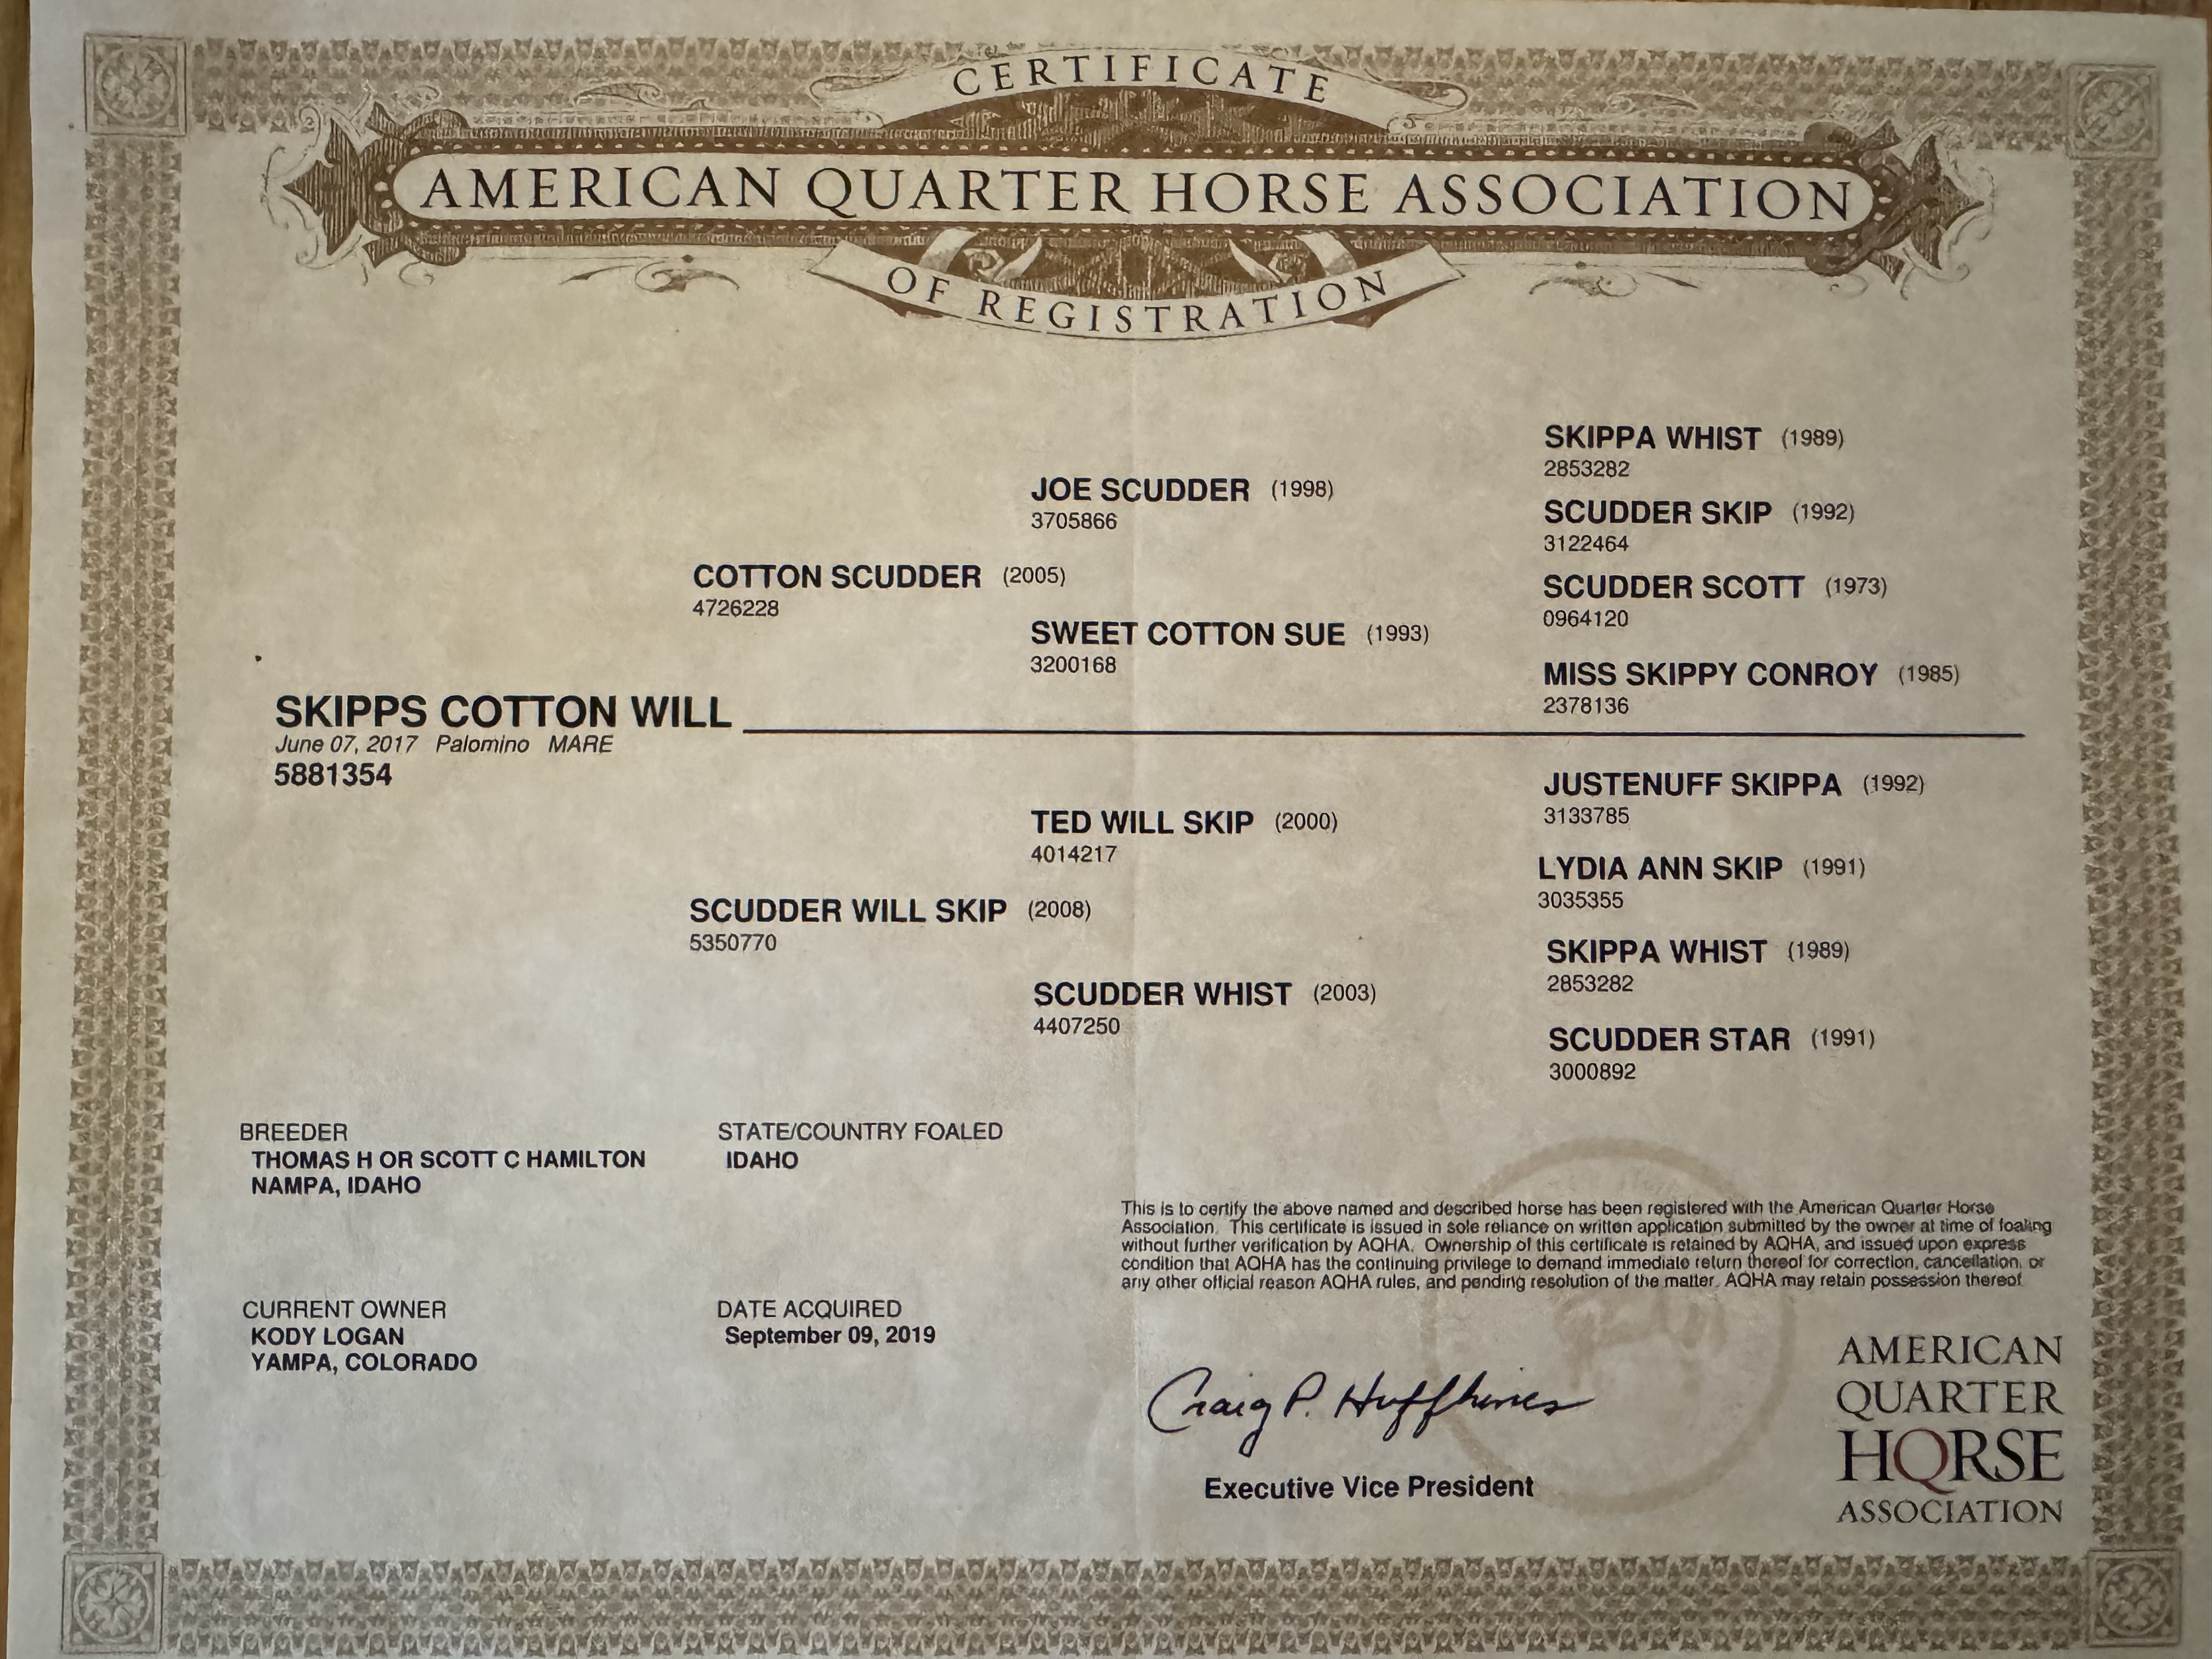 CERTIFICATE
AMERICAN QUARTER HORSE ASSOCIATION
OF REGISTRATION
SKIPPA WHIST (1989)
2853282
JOE SCUDDER (1998)
3705866
SCUDDER SKIP (1992)
3122464
COTTON SCUDDER (2005)
4726228
SCUDDER SCOTT (1973)
0964120
SWEET COTTON SUE (1993)
3200168
MISS SKIPPY CONROY (1985)
2378136
SKIPPS COTTON WILL
June 07, 2017 Palomino MARE
5881354
JUSTENUFF SKIPPA (1992)
3133785
TED WILL SKIP (2000)
4014217
LYDIA ANN SKIP (1991)
3035355
SCUDDER WILL SKIP (2008)
5350770
SKIPPA WHIST (1989)
2853282
SCUDDER WHIST (2003)
4407250
SCUDDER STAR (1991)
3000892
BREEDER
THOMAS H OR SCOTT C HAMILTON
NAMPA, IDAHO
STATE/COUNTRY FOALED
IDAHO
This is to certify the above named and described horse has been registered with the American Quarter Horse
Association. This certificate is issued in sole reliance on written application submitted by the owner at time of foaling
without further verification by AQHA. Ownership of this certificate is retained by AQHA, and issued upon express
condition that AQHA has the continuing privilege to demand immediate return thereof for correction, cancellation, or
any other official reason AQHA rules, and pending resolution of the matter, AQHA may retain possession thereof.
CURRENT OWNER
KODY LOGAN
YAMPA, COLORADO
DATE ACQUIRED
September 09, 2019
Craig P. Huffhines
Executive Vice President
AMERICAN
QUARTER
HORSE
ASSOCIATION